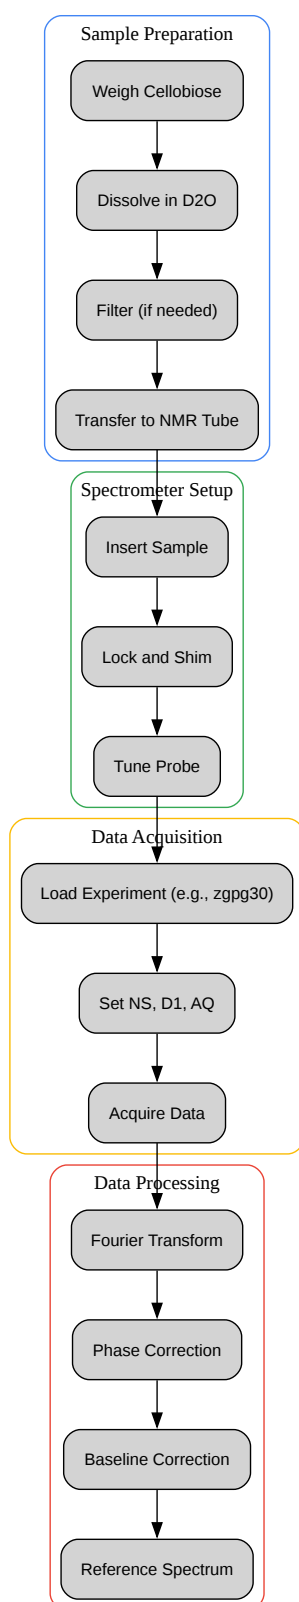 Sample Preparation
Weigh Cellobiose
Dissolve in D2O
Filter (if needed)
Transfer to NMR Tube
Spectrometer Setup
Insert Sample
Lock and Shim
Tune Probe
Data Acquisition
Load Experiment (e.g., zgpg30)
Set NS, D1, AQ
Acquire Data
Data Processing
Fourier Transform
Phase Correction
Baseline Correction
Reference Spectrum